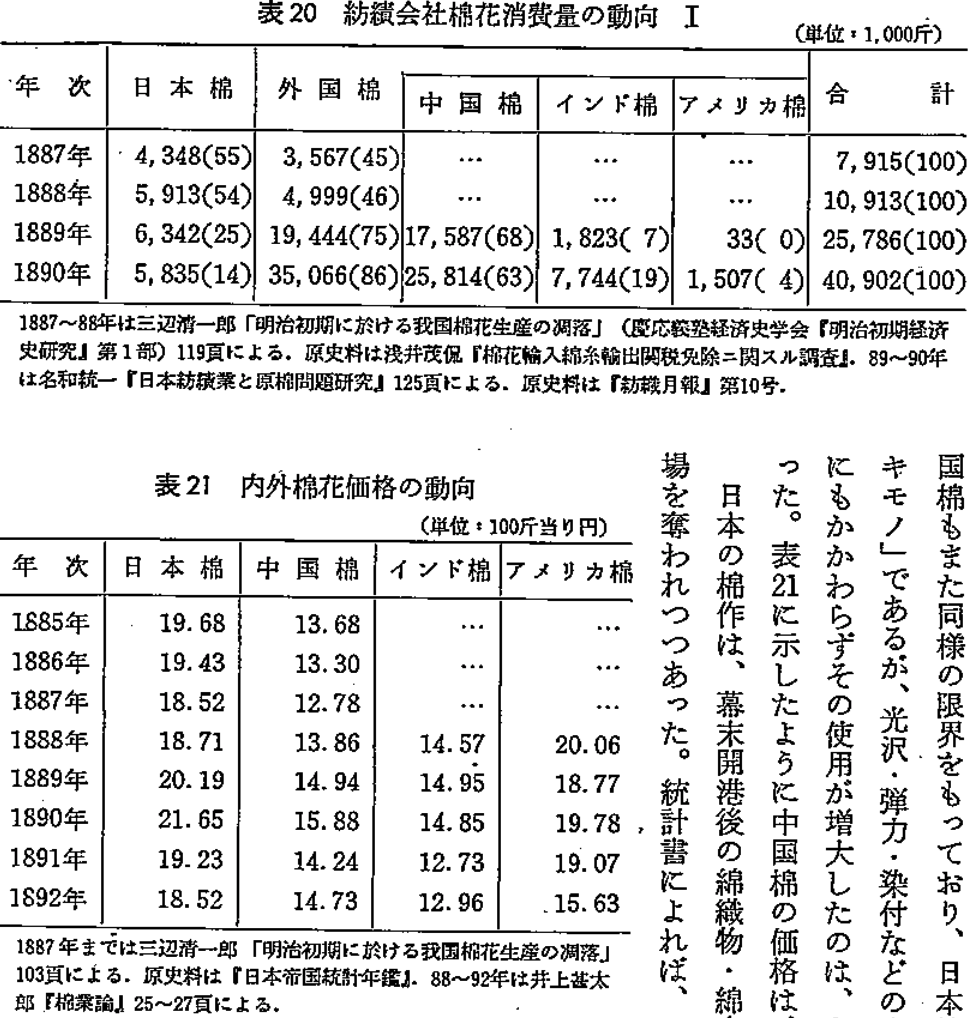 表20 紡績会社棉花消費量の動向 Ⅰ
(単位:1,000斤)
年次 日本棉 外国棉 中国棉 インド棉 アメリカ棉 合計
1887年 4,348(55) 3,567(45) … … … 7,915(100)
1888年 5,913(54) 4,999(46) … … … 10,913(100)
1889年 6,342(25) 19,444(75) 17,587(68) 1,823( 7) 33( 0) 25,786(100)
1890年 5,835(14) 35,066(86) 25,814(63) 7,744(19) 1,507( 4) 40,902(100)
1887～88年は三辺清一郎「明治初期に於ける我国棉花生産の凋落」(慶応義塾経済史学会『明治初期経済
史研究』第1部)119頁による.原史料は浅井茂侃『棉花輸入綿糸輸出関税免除ニ関スル調査』.89～90年
は名和統一『日本紡績業と原棉問題研究』125頁による.原史料は『紡織月報』第10号.
国棉もまた同様の限界をもっており、日本
キモノ」であるが、光沢・弾力・染付などの
にもかかわらずその使用が増大したのは、
った。表21に示したように中国棉の価格は、
日本の棉作は、幕末開港後の綿織物・綿
場を奪われつつあった。統計書によれば、
表21 内外棉花価格の動向
(単位:100斤当り円)
年次 日本棉 中国棉 インド棉 アメリカ棉
1885年 19.68 13.68 … …
1886年 19.43 13.30 … …
1887年 18.52 12.78 … …
1888年 18.71 13.86 14.57 20.06
1889年 20.19 14.94 14.95 18.77
1890年 21.65 15.88 14.85 19.78
1891年 19.23 14.24 12.73 19.07
1892年 18.52 14.73 12.96 15.63
1887年までは三辺清一郎「明治初期に於ける我国棉花生産の凋落」
103頁による.原史料は『日本帝国統計年鑑』.88～92年は井上甚太
郎『棉業論』25～27頁による.